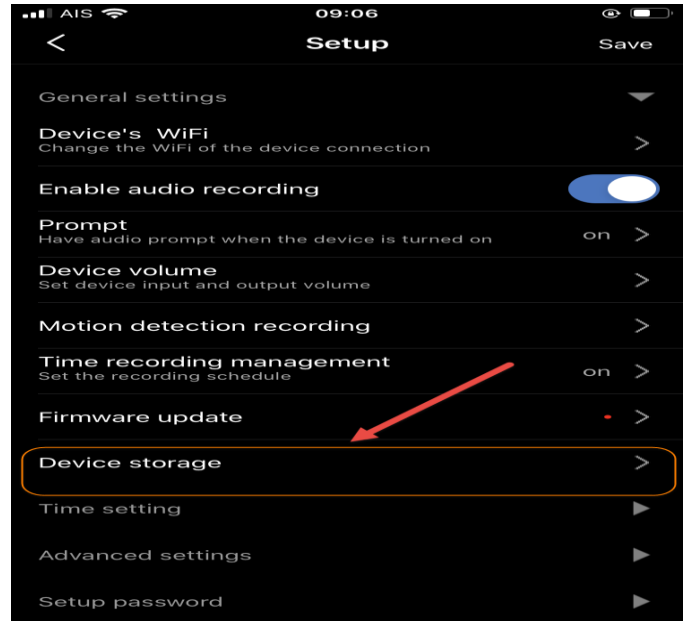 AIS 09:06
Setup Save
General settings
Device's WiFi
Change the WiFi of the device connection
Enable audio recording
Prompt
Have audio prompt when the device is turned on on
Device volume
Set device input and output volume
Motion detection recording
Time recording management
Set the recording schedule on
Firmware update
Device storage
Time setting
Advanced settings
Setup password